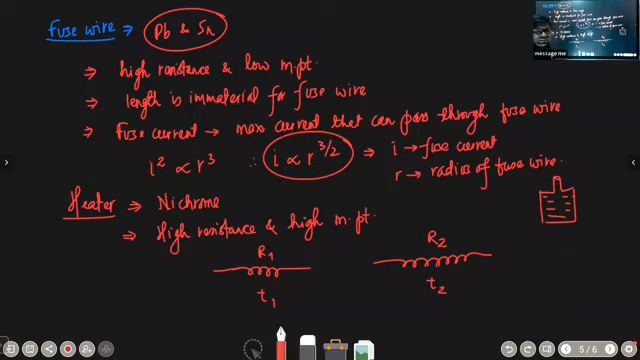 Fuse wire ⇒ Pb & Sn
⇒ high resistance & low m.pt.
⇒ length is immaterial for fuse wire
⇒ Fuse current → max current that can pass through fuse wire
i² ∝ r³ ∴ i ∝ r^3/2 ⇒ i → fuse current
r → radius of fuse wire.
Heater ⇒ Nichrome
⇒ High resistance & high m.pt.
R₁ R₂
t₁ t₂
message me
5 / 6